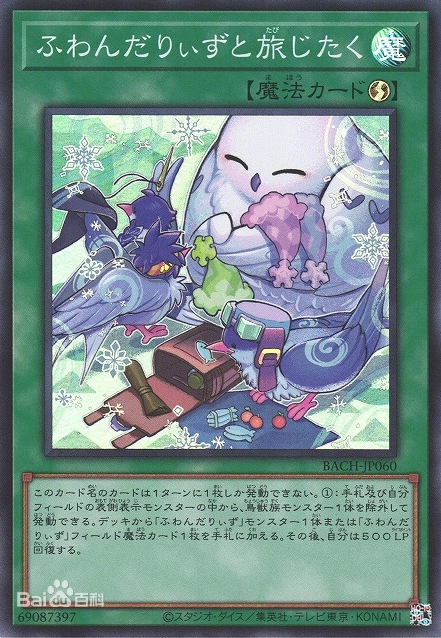 ふわんだりぃずと旅じたく 魔
【魔法カード】
BACH-JP060
このカード名のカードは1ターンに1枚しか発動できない。①:手札及び自分
フィールドの表側表示モンスターの中から、鳥獣族モンスター1体を除外して
発動できる。デッキから「ふわんだりぃず」モンスター1体または「ふわんだ
りぃず」フィールド魔法カード1枚を手札に加える。その後、自分は500LP
回復する。
Bai du 百科
69087397 ©スタジオ・ダイス/集英社・テレビ東京・KONAMI